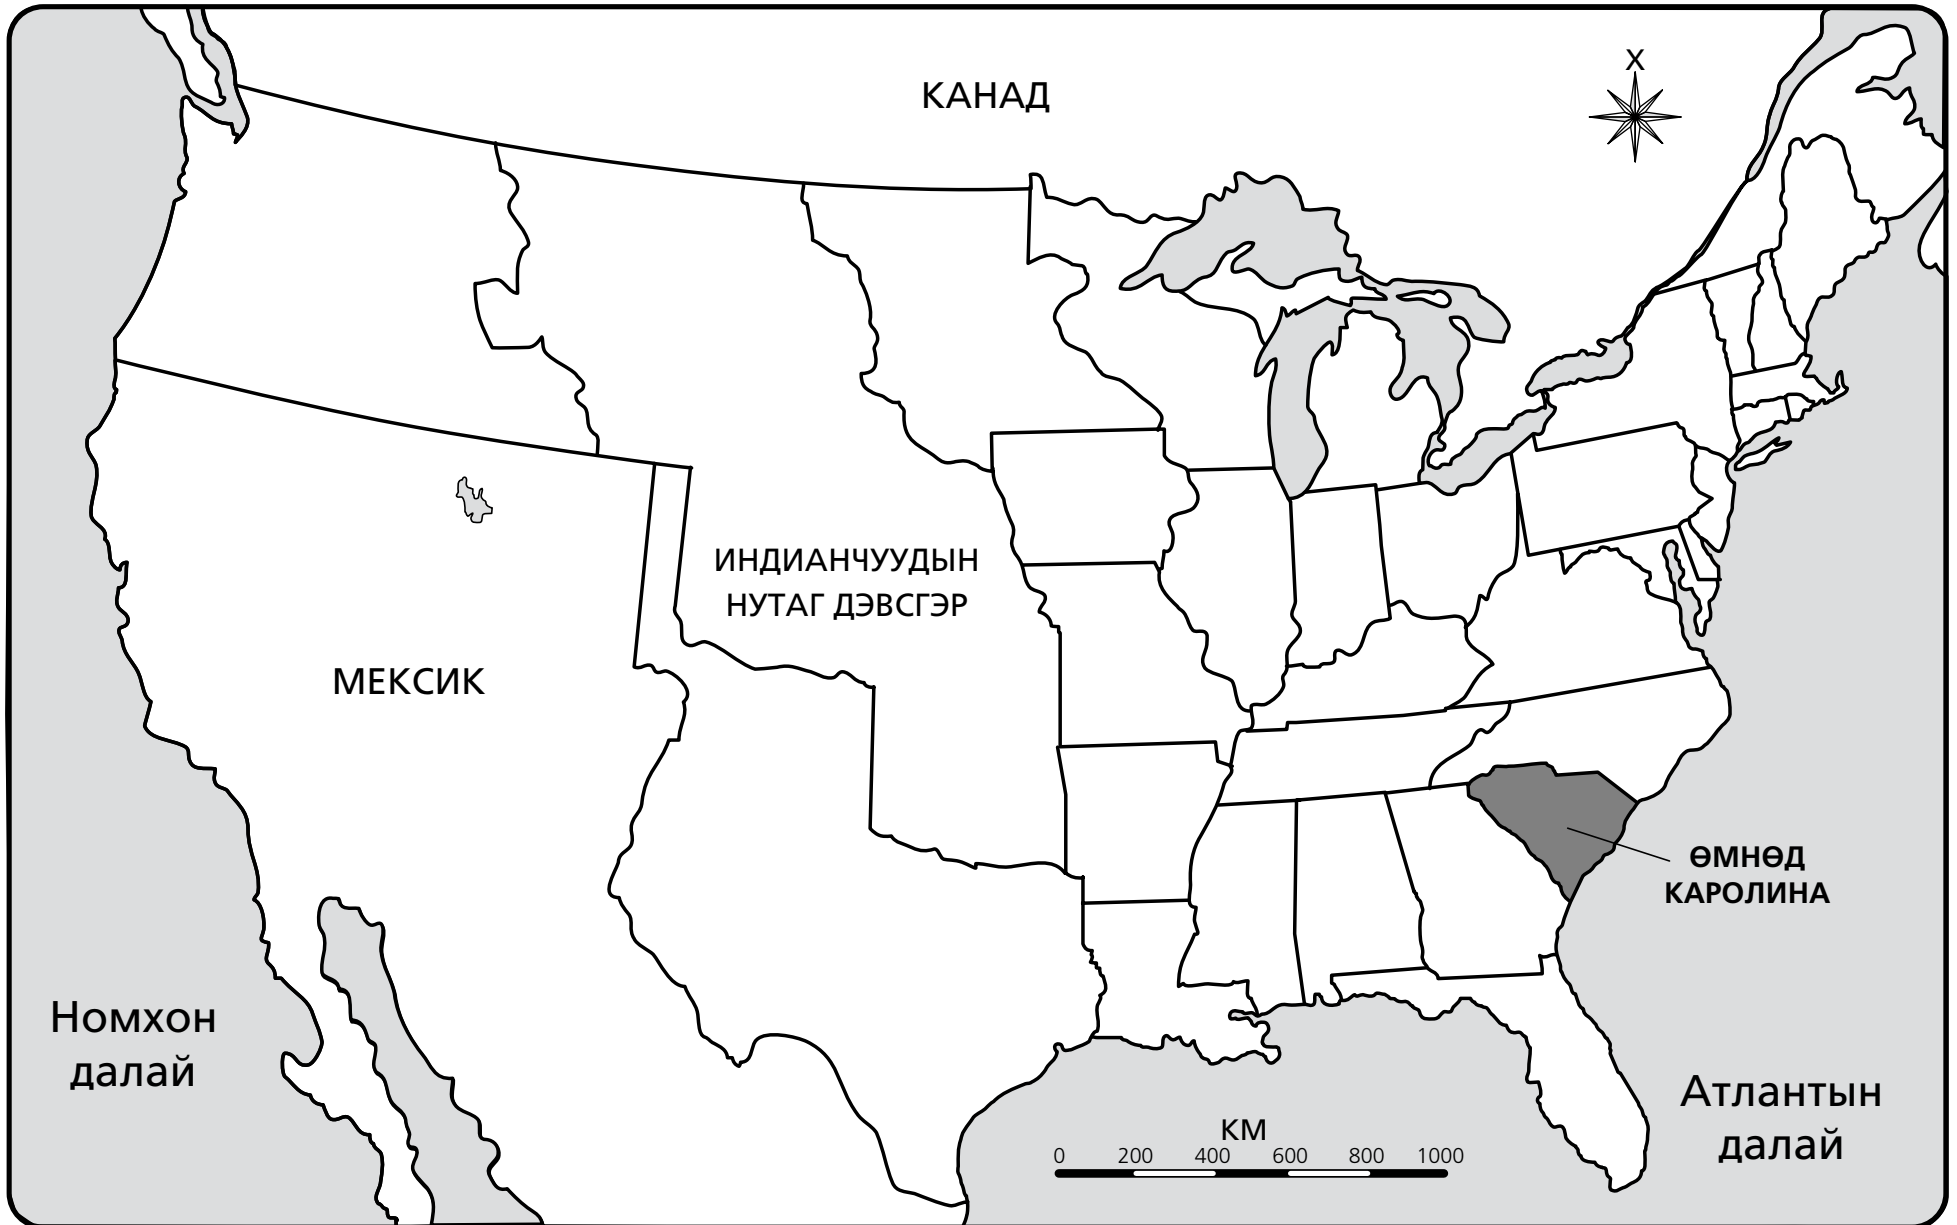 Х
КАНАД
ИНДИАНЧУУДЫН
НУТАГ ДЭВСГЭР
МЕКСИК
ӨМНӨД
КАРОЛИНА
Номхон
далай
Атлантын
далай
КМ
0 200 400 600 800 1000